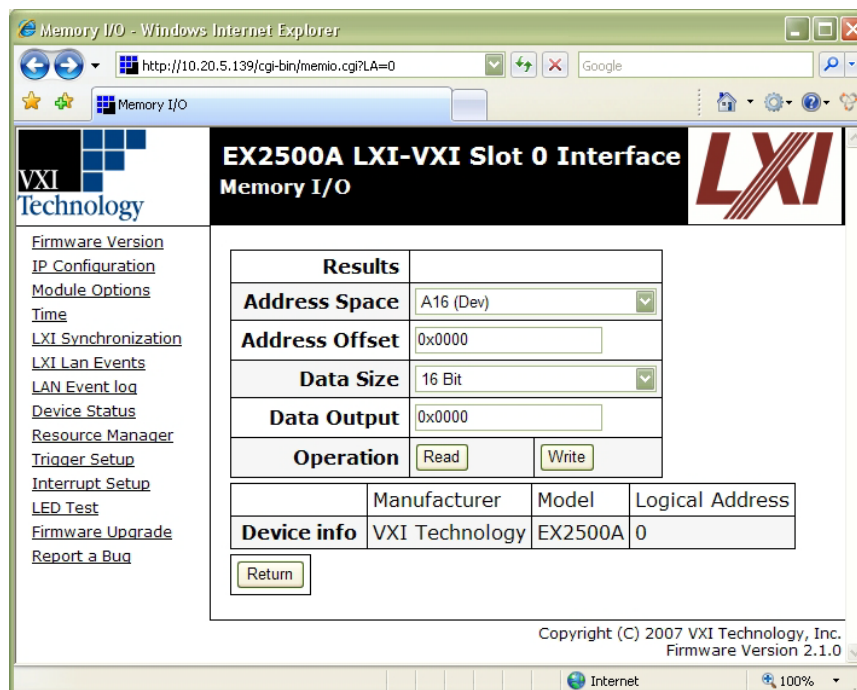 Memory I/O - Windows Internet Explorer
http://10.20.5.139/cgi-bin/memio.cgi?LA=0
Google
Memory I/O
VXI
Technology
EX2500A LXI-VXI Slot 0 Interface
Memory I/O
LXI
Firmware Version
IP Configuration
Module Options
Time
LXI Synchronization
LXI Lan Events
LAN Event log
Device Status
Resource Manager
Trigger Setup
Interrupt Setup
LED Test
Firmware Upgrade
Report a Bug
Results
Address Space A16 (Dev)
Address Offset 0x0000
Data Size 16 Bit
Data Output 0x0000
Operation Read Write
Manufacturer Model Logical Address
Device info VXI Technology EX2500A 0
Return
Copyright (C) 2007 VXI Technology, Inc.
Firmware Version 2.1.0
Internet 100%